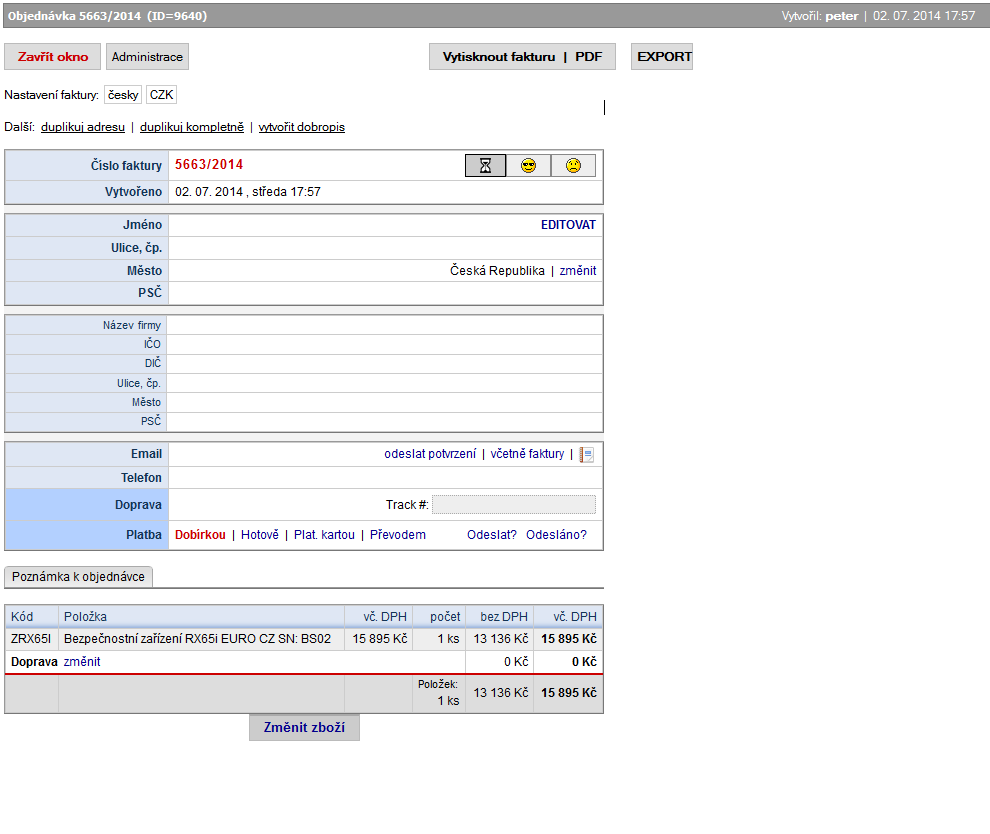 Objednávka 5663/2014 (ID=9640) Vytvořil: peter | 02. 07. 2014 17:57
Zavřít okno Administrace Vytisknout fakturu | PDF EXPORT
Nastavení faktury: česky CZK
Další: duplikuj adresu | duplikuj kompletně | vytvořit dobropis
Číslo faktury 5663/2014
Vytvořeno 02. 07. 2014 , středa 17:57
Jméno EDITOVAT
Ulice, čp.
Město Česká Republika | změnit
PSČ
Název firmy
IČO
DIČ
Ulice, čp.
Město
PSČ
Email odeslat potvrzení | včetně faktury |
Telefon
Doprava Track #:
Platba Dobírkou | Hotově | Plat. kartou | Převodem Odeslat? Odesláno?
Poznámka k objednávce
Kód Položka vč. DPH počet bez DPH vč. DPH
ZRX65I Bezpečnostní zařízení RX65i EURO CZ SN: BS02 15 895 Kč 1 ks 13 136 Kč 15 895 Kč
Doprava změnit 0 Kč 0 Kč
Položek:
1 ks 13 136 Kč 15 895 Kč
Změnit zboží